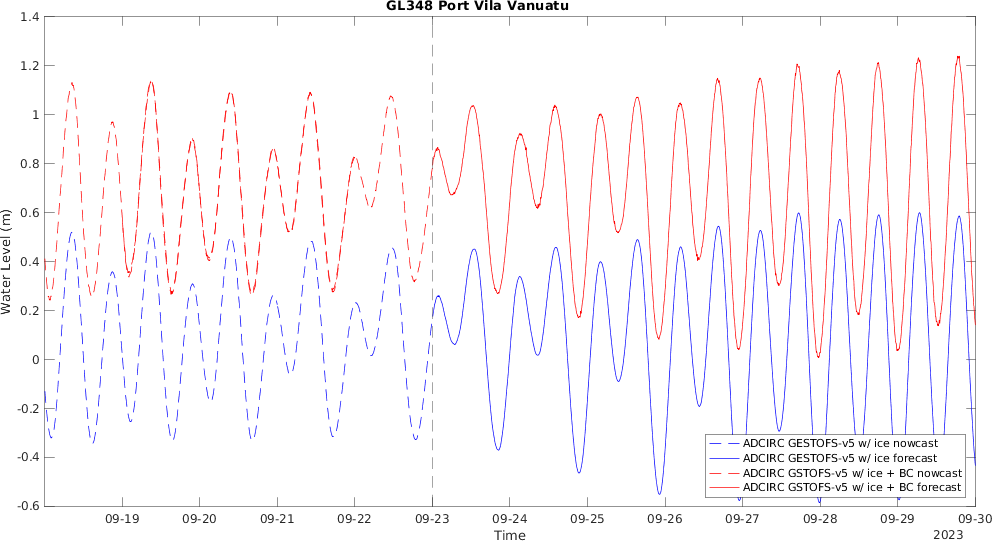 GL348 Port Vila Vanuatu
Water Level (m)
1.4
1.2
1
0.8
0.6
0.4
0.2
0
-0.2
-0.4
-0.6
ADCIRC GESTOFS-v5 w/ ice nowcast
ADCIRC GESTOFS-v5 w/ ice forecast
ADCIRC GSTOFS-v5 w/ ice + BC nowcast
ADCIRC GSTOFS-v5 w/ ice + BC forecast
09-19 09-20 09-21 09-22 09-23 09-24 09-25 09-26 09-27 09-28 09-29 09-30
Time
2023